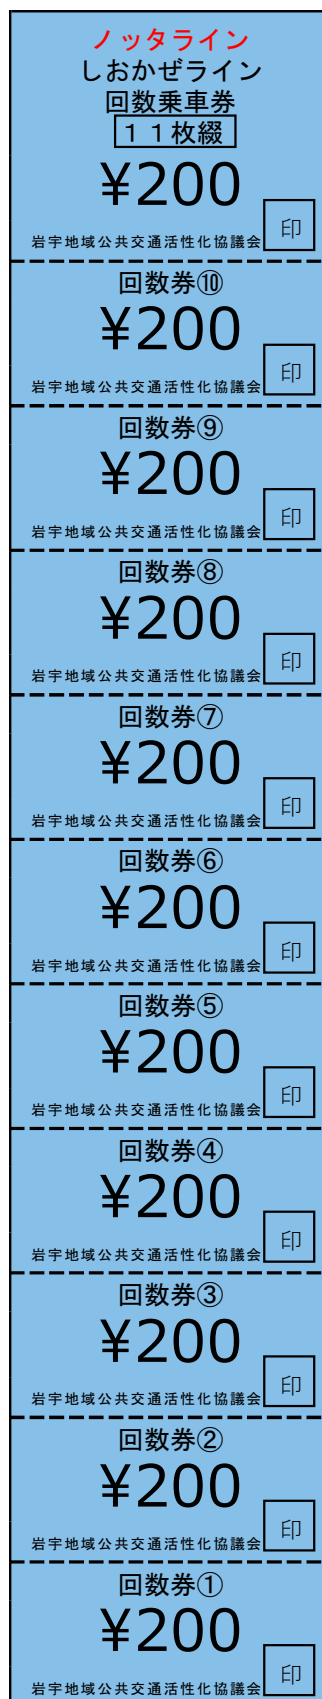 ノッタライン
しおかぜライン
回数乗車券
１１枚綴
¥200
印
岩宇地域公共交通活性化協議会
回数券⑩
¥200
印
岩宇地域公共交通活性化協議会
回数券⑨
¥200
印
岩宇地域公共交通活性化協議会
回数券⑧
¥200
印
岩宇地域公共交通活性化協議会
回数券⑦
¥200
印
岩宇地域公共交通活性化協議会
回数券⑥
¥200
印
岩宇地域公共交通活性化協議会
回数券⑤
¥200
印
岩宇地域公共交通活性化協議会
回数券④
¥200
印
岩宇地域公共交通活性化協議会
回数券③
¥200
印
岩宇地域公共交通活性化協議会
回数券②
¥200
印
岩宇地域公共交通活性化協議会
回数券①
¥200
印
岩宇地域公共交通活性化協議会